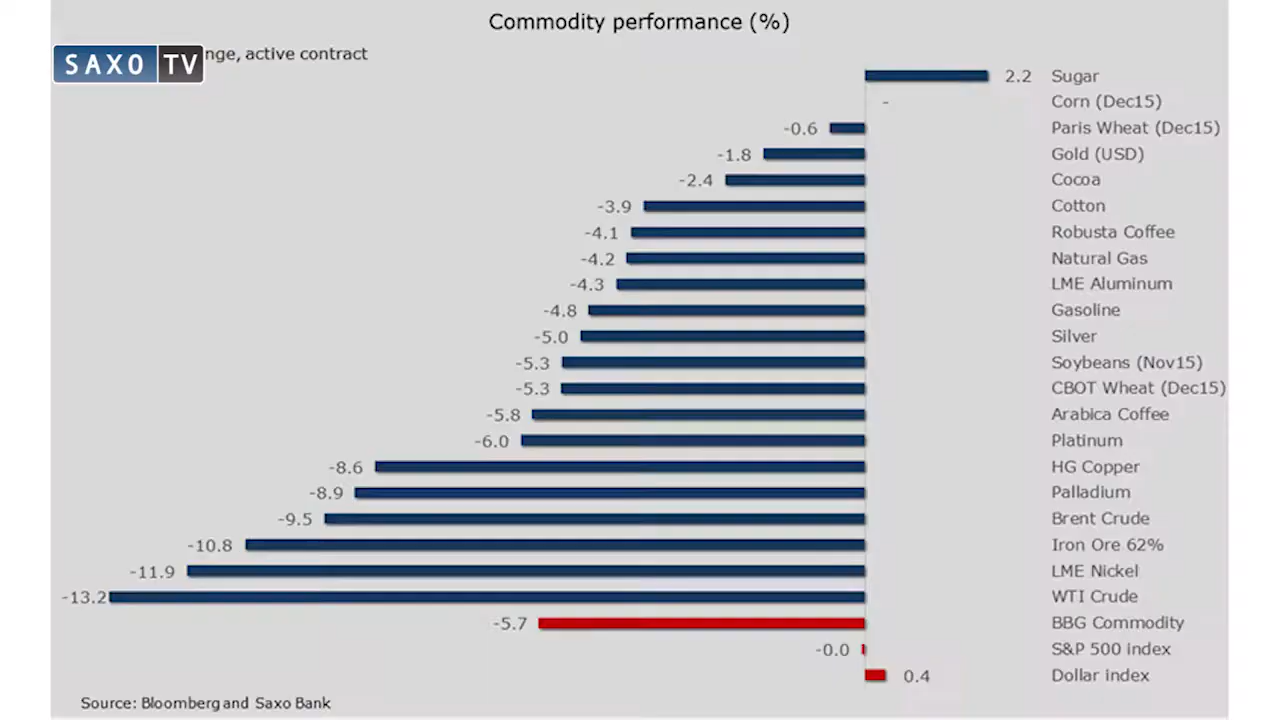 Commodity performance (%)
SAXO TV
nge, active contract
2.2 Sugar
- Corn (Dec15)
-0.6 Paris Wheat (Dec15)
-1.8 Gold (USD)
-2.4 Cocoa
-3.9 Cotton
-4.1 Robusta Coffee
-4.2 Natural Gas
-4.3 LME Aluminum
-4.8 Gasoline
-5.0 Silver
-5.3 Soybeans (Nov15)
-5.3 CBOT Wheat (Dec15)
-5.8 Arabica Coffee
-6.0 Platinum
-8.6 HG Copper
-8.9 Palladium
-9.5 Brent Crude
-10.8 Iron Ore 62%
-11.9 LME Nickel
-13.2 WTI Crude
-5.7 BBG Commodity
-0.0 S&P 500 index
0.4 Dollar index
Source: Bloomberg and Saxo Bank